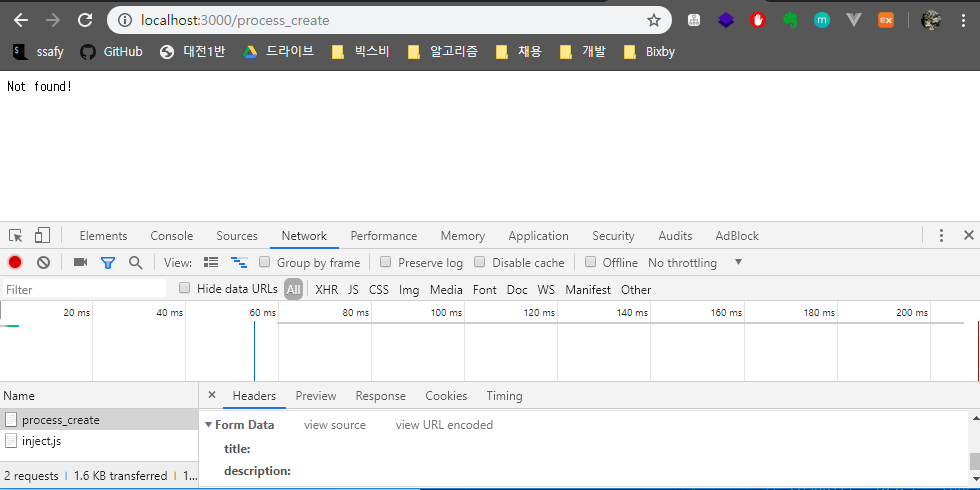 localhost:3000/process_create
ssafy GitHub 대전1반 드라이브 빅스비 알고리즘 채용 개발 Bixby
Not found!
Elements Console Sources Network Performance Memory Application Security Audits AdBlock
View: Group by frame Preserve log Disable cache Offline No throttling
Filter Hide data URLs All XHR JS CSS Img Media Font Doc WS Manifest Other
20 ms 40 ms 60 ms 80 ms 100 ms 120 ms 140 ms 160 ms 180 ms 200 ms
Name Headers Preview Response Cookies Timing
process_create Form Data view source view URL encoded
inject.js title:
description:
2 requests 1.6 KB transferred 1...